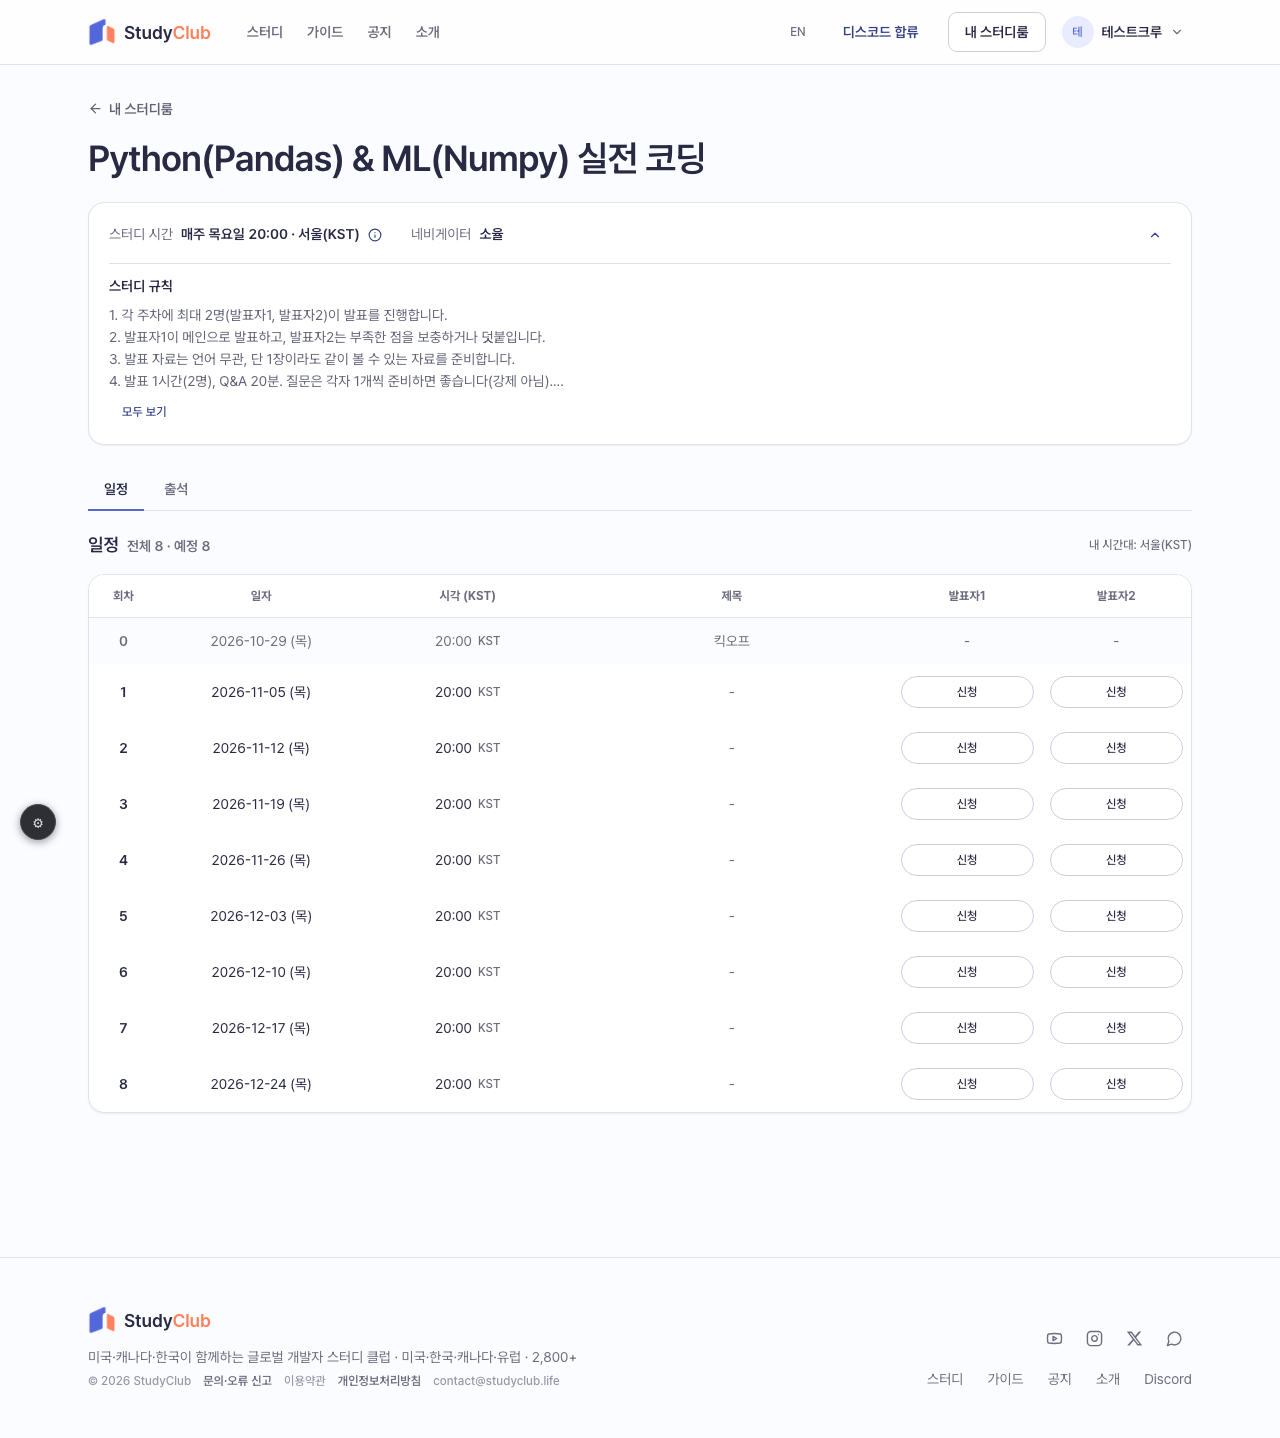 StudyClub 스터디 가이드 공지 소개 EN 디스코드 합류 내 스터디룸 테 테스트크루
내 스터디룸
Python(Pandas) & ML(Numpy) 실전 코딩
스터디 시간 매주 목요일 20:00 · 서울(KST) 네비게이터 소율
스터디 규칙
1. 각 주차에 최대 2명(발표자1, 발표자2)이 발표를 진행합니다.
2. 발표자1이 메인으로 발표하고, 발표자2는 부족한 점을 보충하거나 덧붙입니다.
3. 발표 자료는 언어 무관, 단 1장이라도 같이 볼 수 있는 자료를 준비합니다.
4. 발표 1시간(2명), Q&A 20분. 질문은 각자 1개씩 준비하면 좋습니다(강제 아님)....
모두 보기
일정 출석
일정 전체 8 · 예정 8 내 시간대: 서울(KST)
회차 일자 시각 (KST) 제목 발표자1 발표자2
0 2026-10-29 (목) 20:00 KST 킥오프 - -
1 2026-11-05 (목) 20:00 KST - 신청 신청
2 2026-11-12 (목) 20:00 KST - 신청 신청
3 2026-11-19 (목) 20:00 KST - 신청 신청
4 2026-11-26 (목) 20:00 KST - 신청 신청
5 2026-12-03 (목) 20:00 KST - 신청 신청
6 2026-12-10 (목) 20:00 KST - 신청 신청
7 2026-12-17 (목) 20:00 KST - 신청 신청
8 2026-12-24 (목) 20:00 KST - 신청 신청
StudyClub
미국·캐나다·한국이 함께하는 글로벌 개발자 스터디 클럽 · 미국·한국·캐나다·유럽 · 2,800+
© 2026 StudyClub 문의·오류 신고 이용약관 개인정보처리방침 contact@studyclub.life
스터디 가이드 공지 소개 Discord